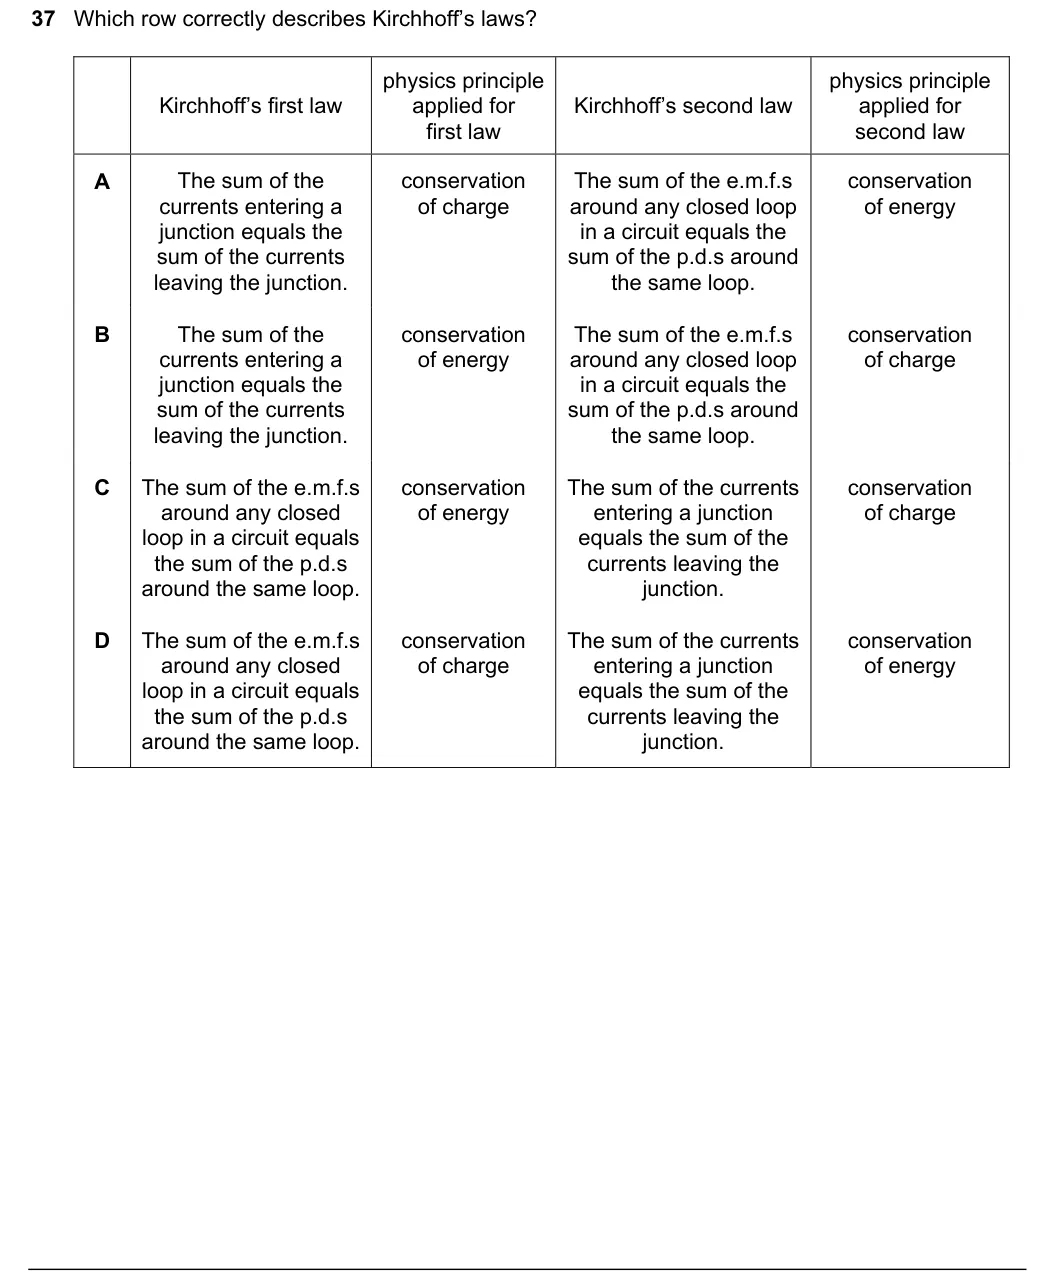 37 Which row correctly describes Kirchhoff’s laws?
physics principle
applied for
first law
physics principle
applied for
second law
Kirchhoff’s first law
Kirchhoff’s second law
A
The sum of the
currents entering a
junction equals the
sum of the currents
leaving the junction.
conservation
of charge
The sum of the e.m.f.s
around any closed loop
in a circuit equals the
sum of the p.d.s around
the same loop.
conservation
of energy
B
The sum of the
currents entering a
junction equals the
sum of the currents
leaving the junction.
conservation
of energy
The sum of the e.m.f.s
around any closed loop
in a circuit equals the
sum of the p.d.s around
the same loop.
conservation
of charge
C
The sum of the e.m.f.s
around any closed
loop in a circuit equals
the sum of the p.d.s
around the same loop.
conservation
of energy
The sum of the currents
entering a junction
equals the sum of the
currents leaving the
junction.
conservation
of charge
D
The sum of the e.m.f.s
around any closed
loop in a circuit equals
the sum of the p.d.s
around the same loop.
conservation
of charge
The sum of the currents
entering a junction
equals the sum of the
currents leaving the
junction.
conservation
of energy